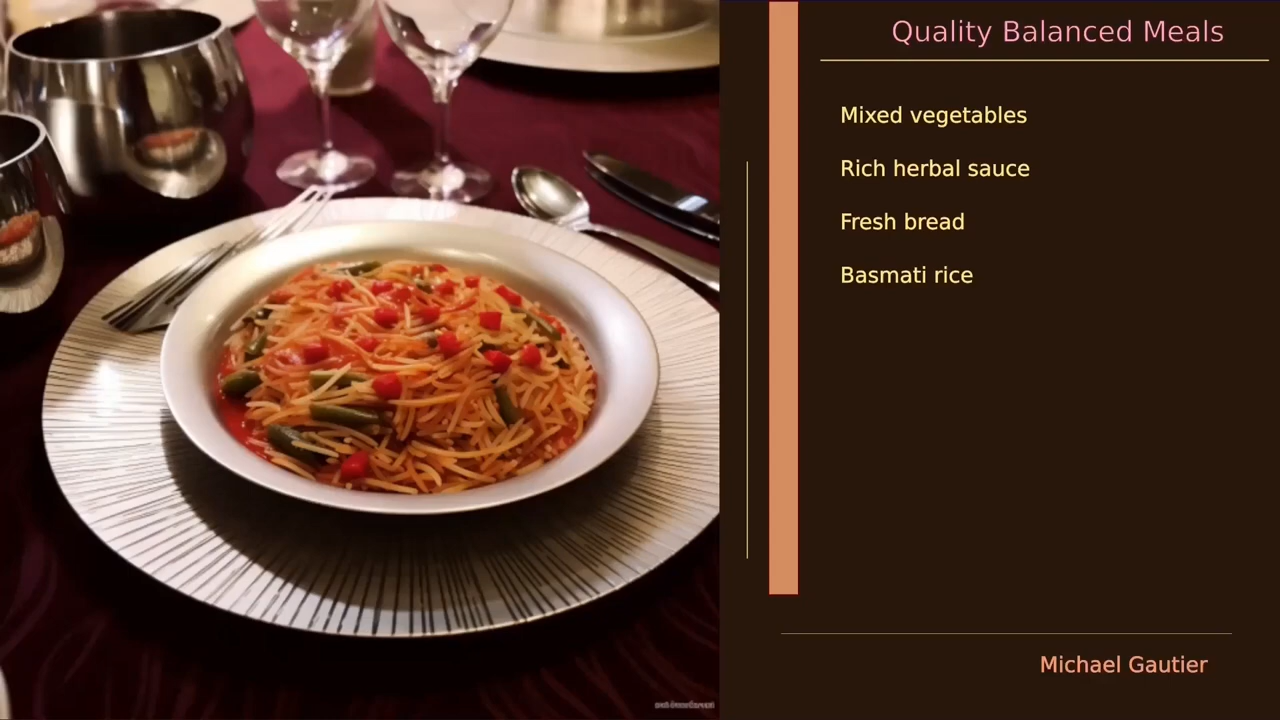 Quality Balanced Meals
Mixed vegetables
Rich herbal sauce
Fresh bread
Basmati rice
Michael Gautier